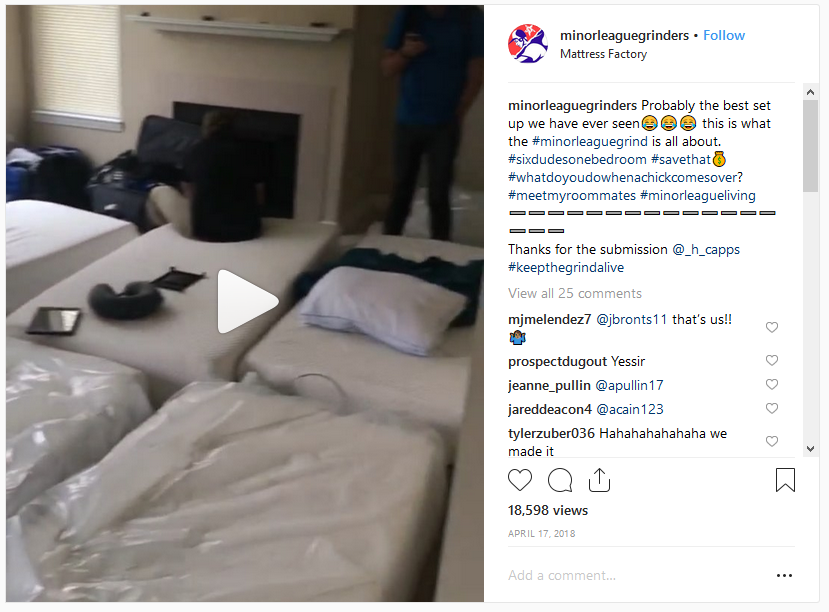 minorleaguegrinders • Follow
Mattress Factory
minorleaguegrinders Probably the best set
up we have ever seen😂😂😂 this is what
the #minorleaguegrind is all about.
#sixdudesonebedroom #savethat💰
#whatdoyoudowhenachickcomesover?
#meetmyroommates #minorleagueliving
➖➖➖➖➖➖➖➖➖➖➖➖➖➖
➖➖➖
Thanks for the submission @_h_capps
#keepthegrindalive
View all 25 comments
mjmelendez7 @jbronts11 that's us!!
🤷🏾‍♂️
prospectdugout Yessir
jeanne_pullin @apullin17
jareddeacon4 @acain123
tylerzuber036 Hahahahahahaha we
made it
18,598 views
APRIL 17, 2018
Add a comment...